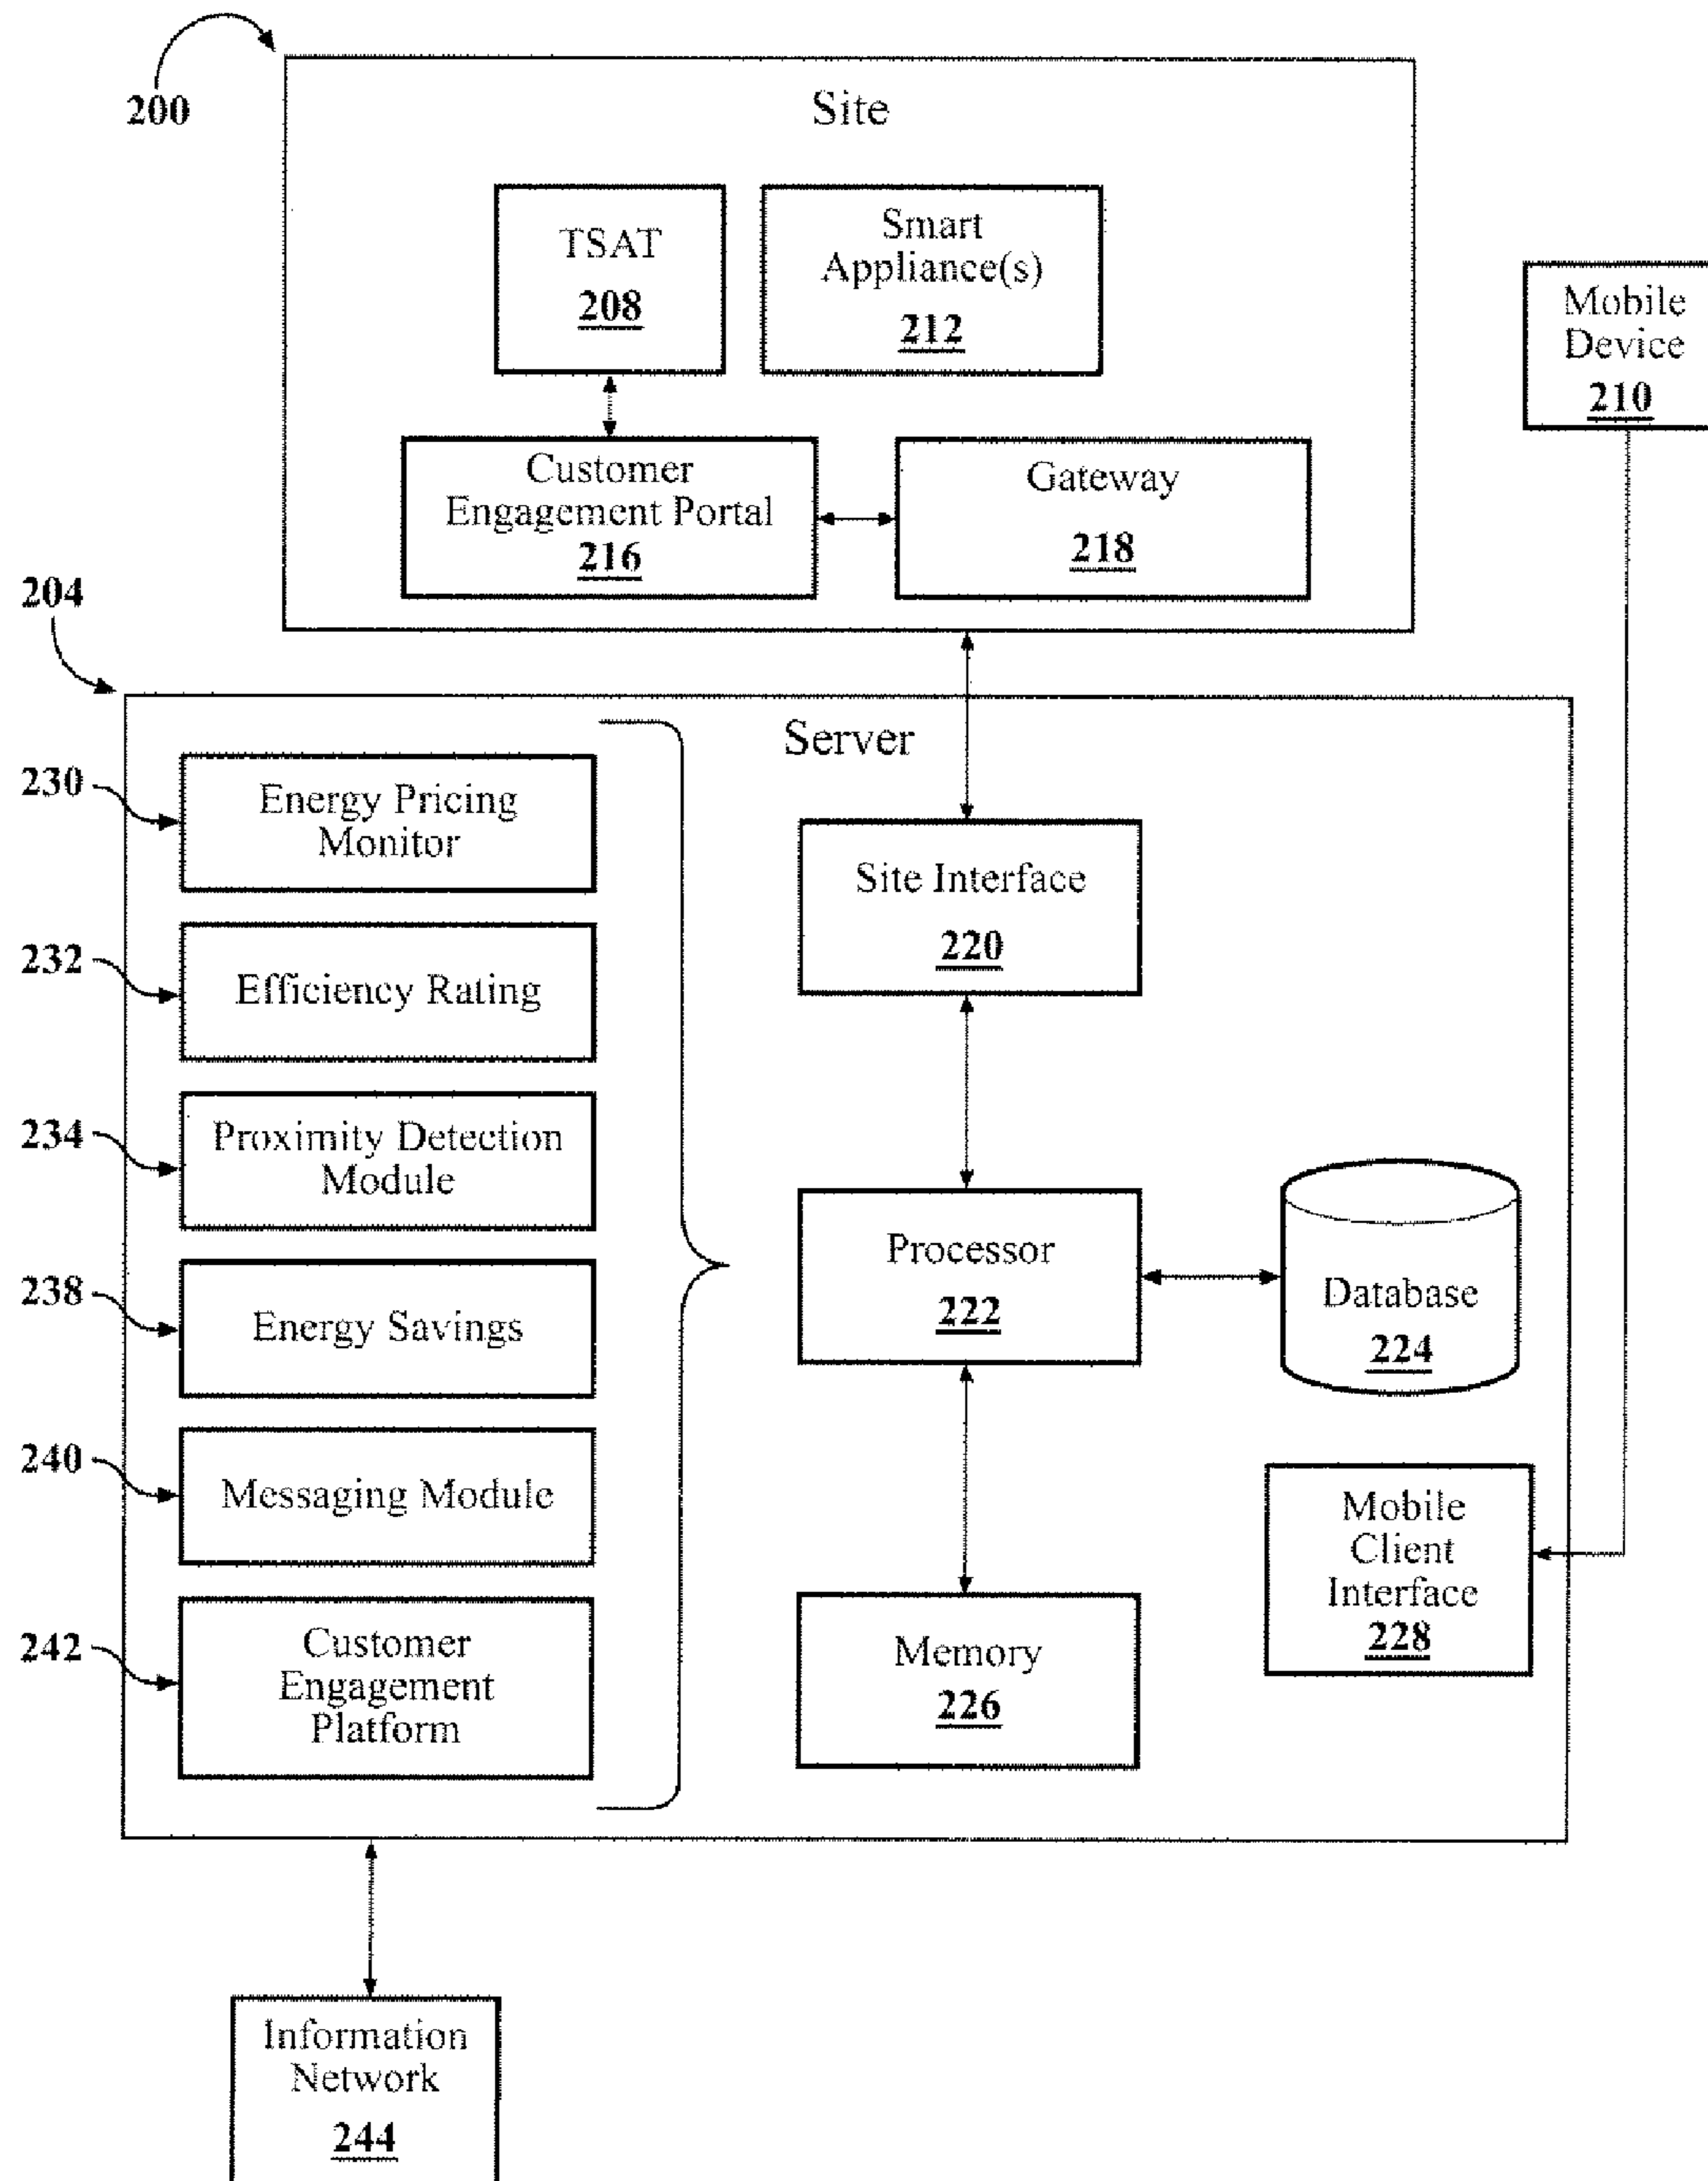 200
Site
TSAT
208
Smart
Appliance(s)
212
Mobile
Device
210
Customer
Engagement Portal
216
Gateway
218
204
Server
230
Energy Pricing
Monitor
232
Efficiency Rating
234
Proximity Detection
Module
238
Energy Savings
240
Messaging Module
242
Customer
Engagement
Platform
Site Interface
220
Processor
222
Database
224
Mobile
Client
Interface
228
Memory
226
Information
Network
244